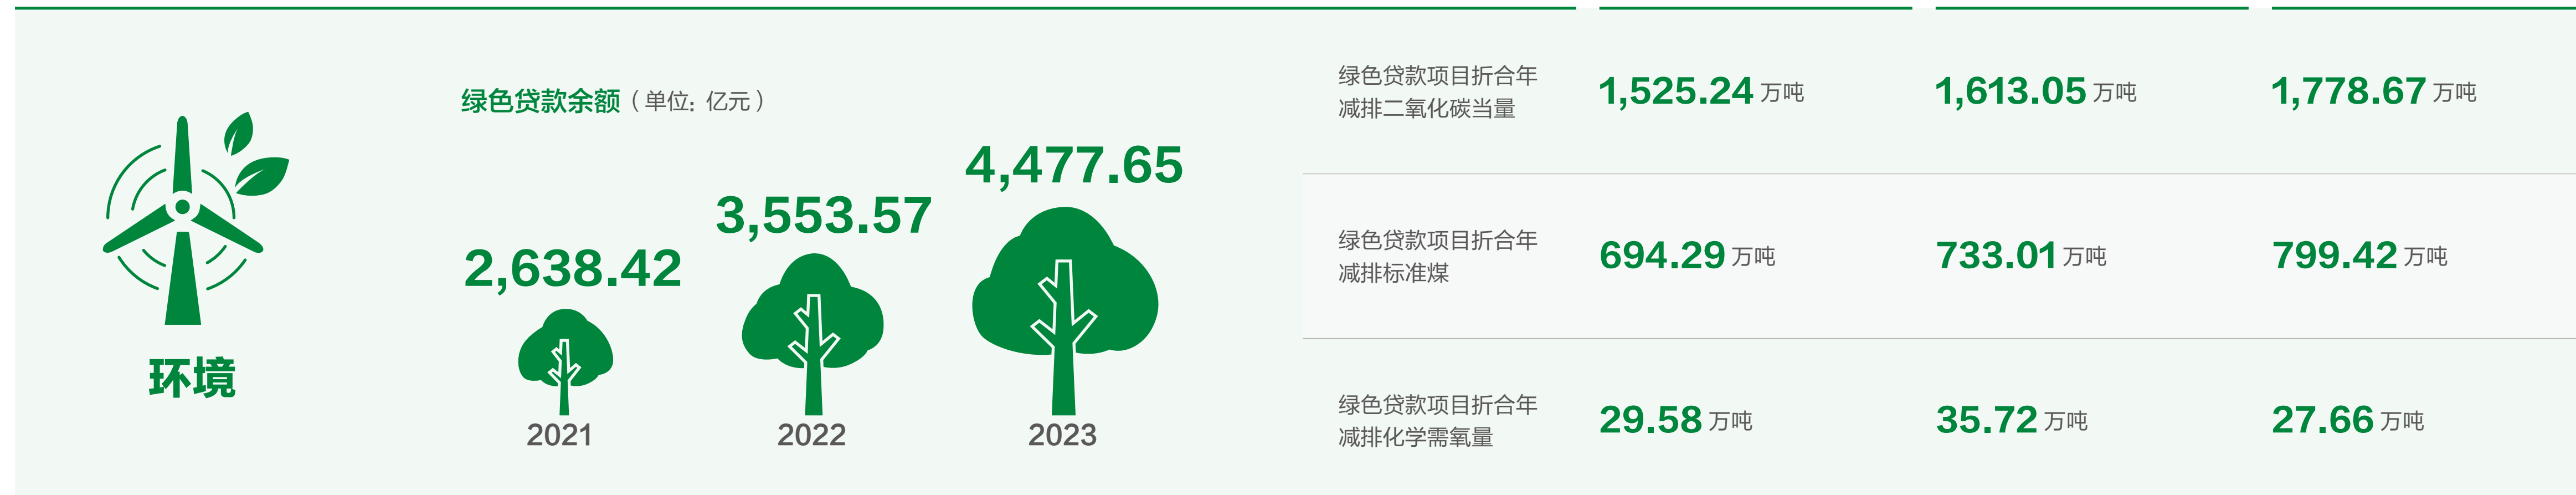 环境
绿色贷款余额（单位：亿元）
2,638.42
3,553.57
4,477.65
2021
2022
2023
绿色贷款项目折合年
减排二氧化碳当量
1,525.24 万吨
1,613.05 万吨
1,778.67 万吨
绿色贷款项目折合年
减排标准煤
694.29 万吨
733.01 万吨
799.42 万吨
绿色贷款项目折合年
减排化学需氧量
29.58 万吨
35.72 万吨
27.66 万吨